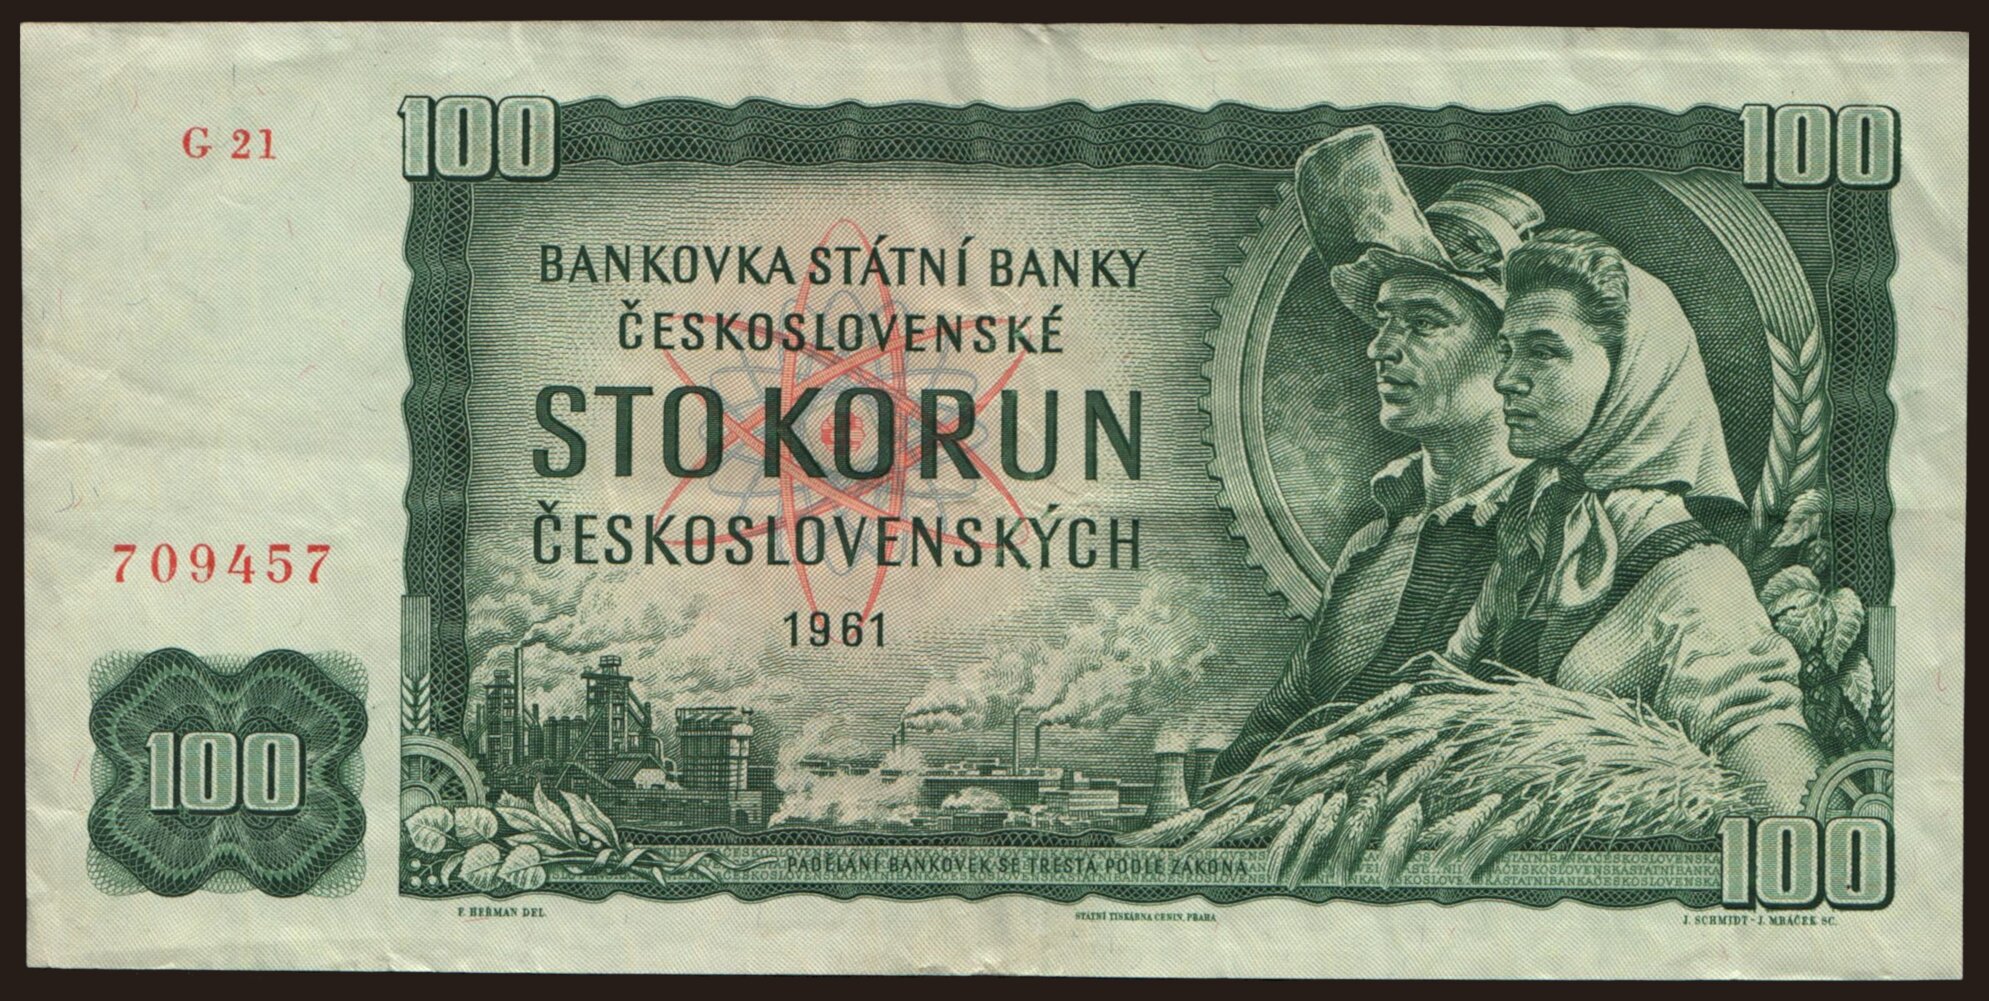 G 21
100
100
BANKOVKA STÁTNÍ BANKY
ČESKOSLOVENSKÉ
STO KORUN
ČESKOSLOVENSKÝCH
709457
1961
100
PADĚLÁNÍ BANKOVEK SE TRESTÁ PODLE ZÁKONA
100
F. HEŘMAN DEL.
STÁTNÍ TISKÁRNA CENIN, PRAHA
J. SCHMIDT - J. MRÁČEK SC.